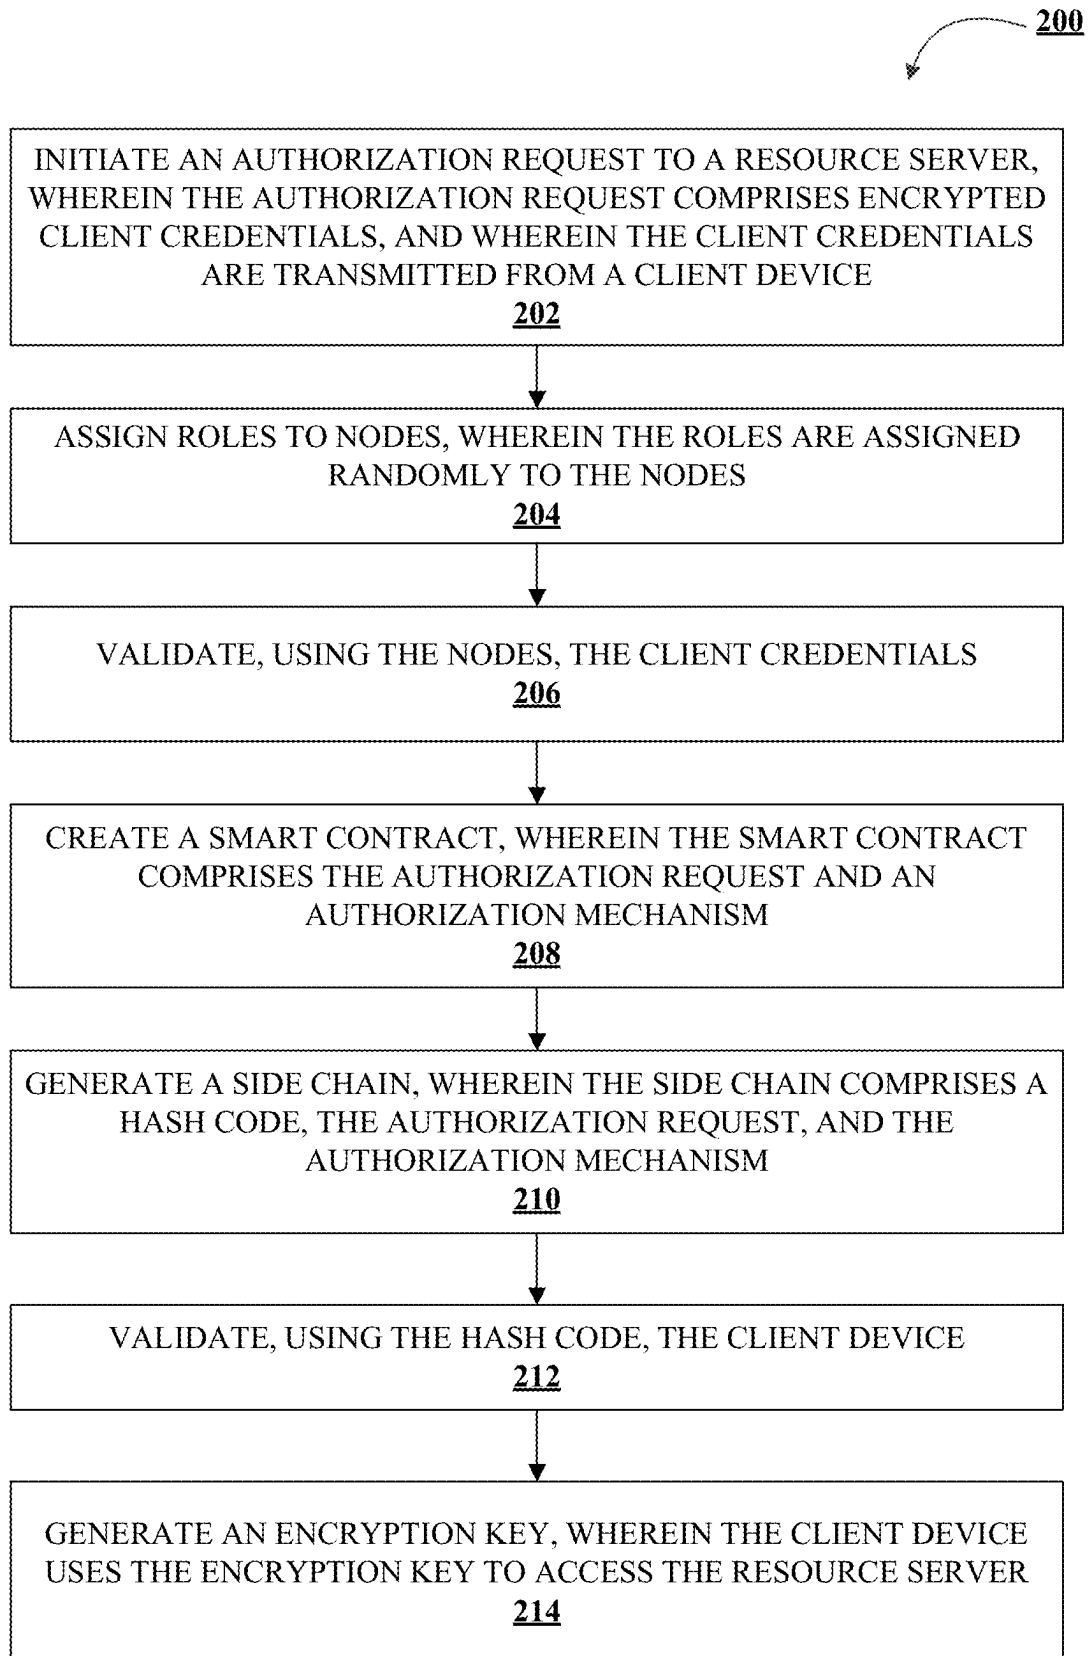 200
INITIATE AN AUTHORIZATION REQUEST TO A RESOURCE SERVER,
WHEREIN THE AUTHORIZATION REQUEST COMPRISES ENCRYPTED
CLIENT CREDENTIALS, AND WHEREIN THE CLIENT CREDENTIALS
ARE TRANSMITTED FROM A CLIENT DEVICE
202
ASSIGN ROLES TO NODES, WHEREIN THE ROLES ARE ASSIGNED
RANDOMLY TO THE NODES
204
VALIDATE, USING THE NODES, THE CLIENT CREDENTIALS
206
CREATE A SMART CONTRACT, WHEREIN THE SMART CONTRACT
COMPRISES THE AUTHORIZATION REQUEST AND AN
AUTHORIZATION MECHANISM
208
GENERATE A SIDE CHAIN, WHEREIN THE SIDE CHAIN COMPRISES A
HASH CODE, THE AUTHORIZATION REQUEST, AND THE
AUTHORIZATION MECHANISM
210
VALIDATE, USING THE HASH CODE, THE CLIENT DEVICE
212
GENERATE AN ENCRYPTION KEY, WHEREIN THE CLIENT DEVICE
USES THE ENCRYPTION KEY TO ACCESS THE RESOURCE SERVER
214